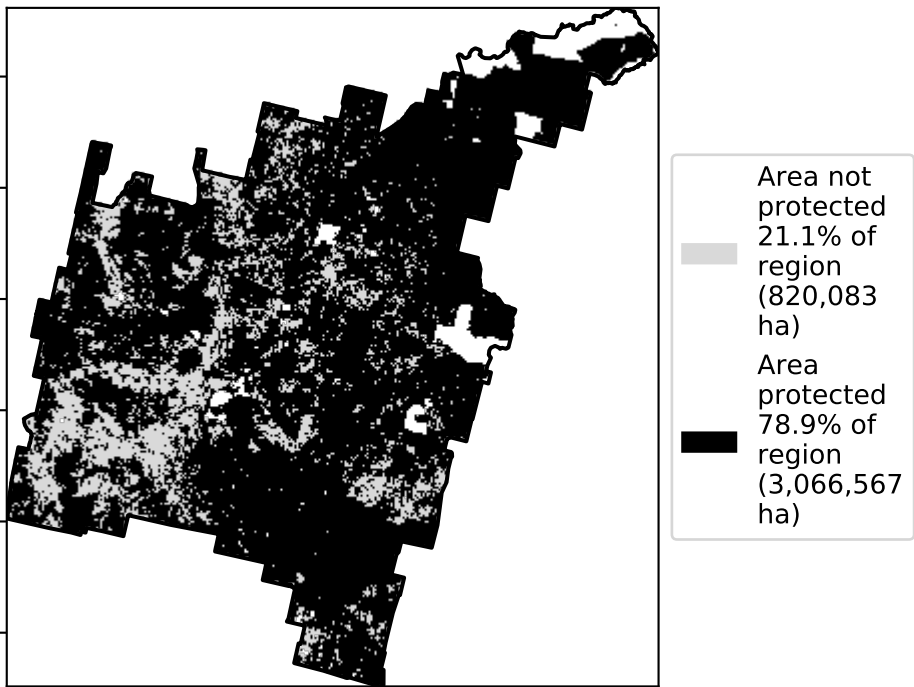 Area not
protected
21.1% of
region
(820,083
ha)
Area
protected
78.9% of
region
(3,066,567
ha)